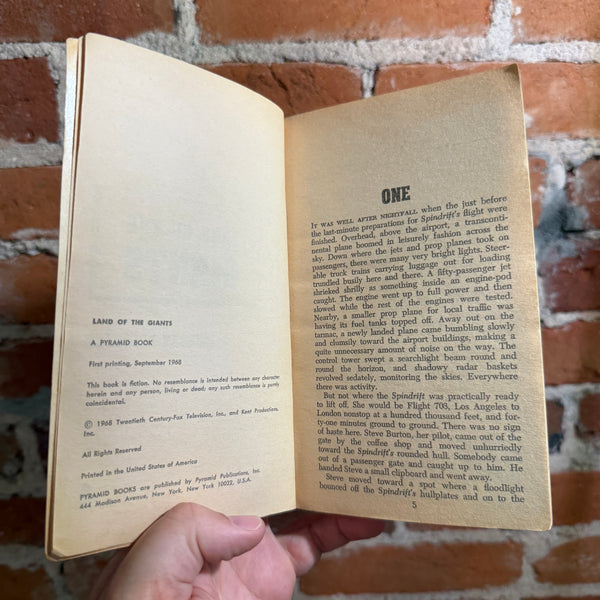 LAND OF THE GIANTS
A PYRAMID BOOK
First printing, September 1968
This book is fiction. No resemblance is intended between any character
herein and any person, living or dead; any such resemblance is purely
coincidental.
© 1968 Twentieth Century-Fox Television, Inc., and Kent Productions,
Inc.
All Rights Reserved
Printed in the United States of America
PYRAMID BOOKS are published by Pyramid Publications, Inc.
444 Madison Avenue, New York, New York 10022, U.S.A.
ONE
IT WAS WELL AFTER NIGHTFALL when the just before
the last-minute preparations for Spindrift's flight were
finished. Overhead, above the airport, a transconti-
nental plane boomed in leisurely fashion across the
sky. Down where the jets and prop planes took on
passengers, there were many very bright lights. Steer-
able truck trains carrying luggage out for loading
trundled busily here and there. A fifty-passenger jet
shrieked shrilly as something inside an engine-pod
caught. The engine went up to full power and then
slowed while the rest of the engines were tested.
Nearby, a smaller prop plane for local traffic was
having its fuel tanks topped off. Away out on the
tarmac, a newly landed plane came bumbling slowly
and clumsily toward the airport buildings, making a
quite unnecessary amount of noise on the way. The
control tower swept a searchlight beam round and
round the horizon, and shadowy radar baskets
revolved sedately, monitoring the skies. Everywhere
there was activity.
But not where the Spindrift was practically ready
to lift off. She would be Flight 703, Los Angeles to
London nonstop at a hundred thousand feet, and for-
ty-one minutes ground to ground. There was no sign
of haste here. Steve Burton, her pilot, came out of the
gate by the coffee shop and moved unhurriedly
toward the Spindrift's rounded hull. Somebody came
out of a passenger gate and caught up to him. He
handed Steve a small clipboard and went away.
Steve moved toward a spot where a floodlight
bounced off the Spindrift's hullplates and on to the
5